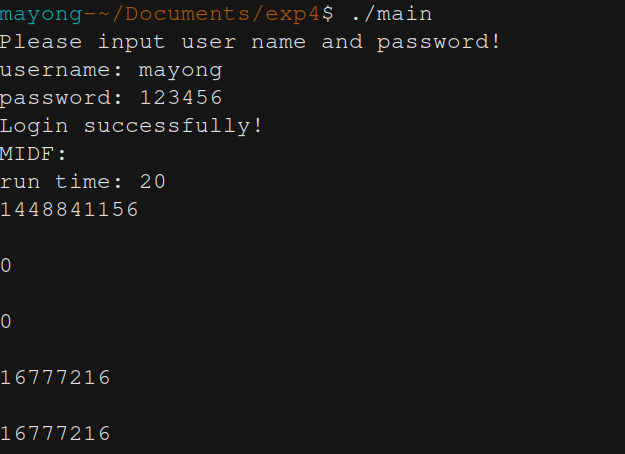 mayong-~/Documents/exp4$ ./main
Please input user name and password!
username: mayong
password: 123456
Login successfully!
MIDF:
run time: 20
1448841156
0
0
16777216
16777216